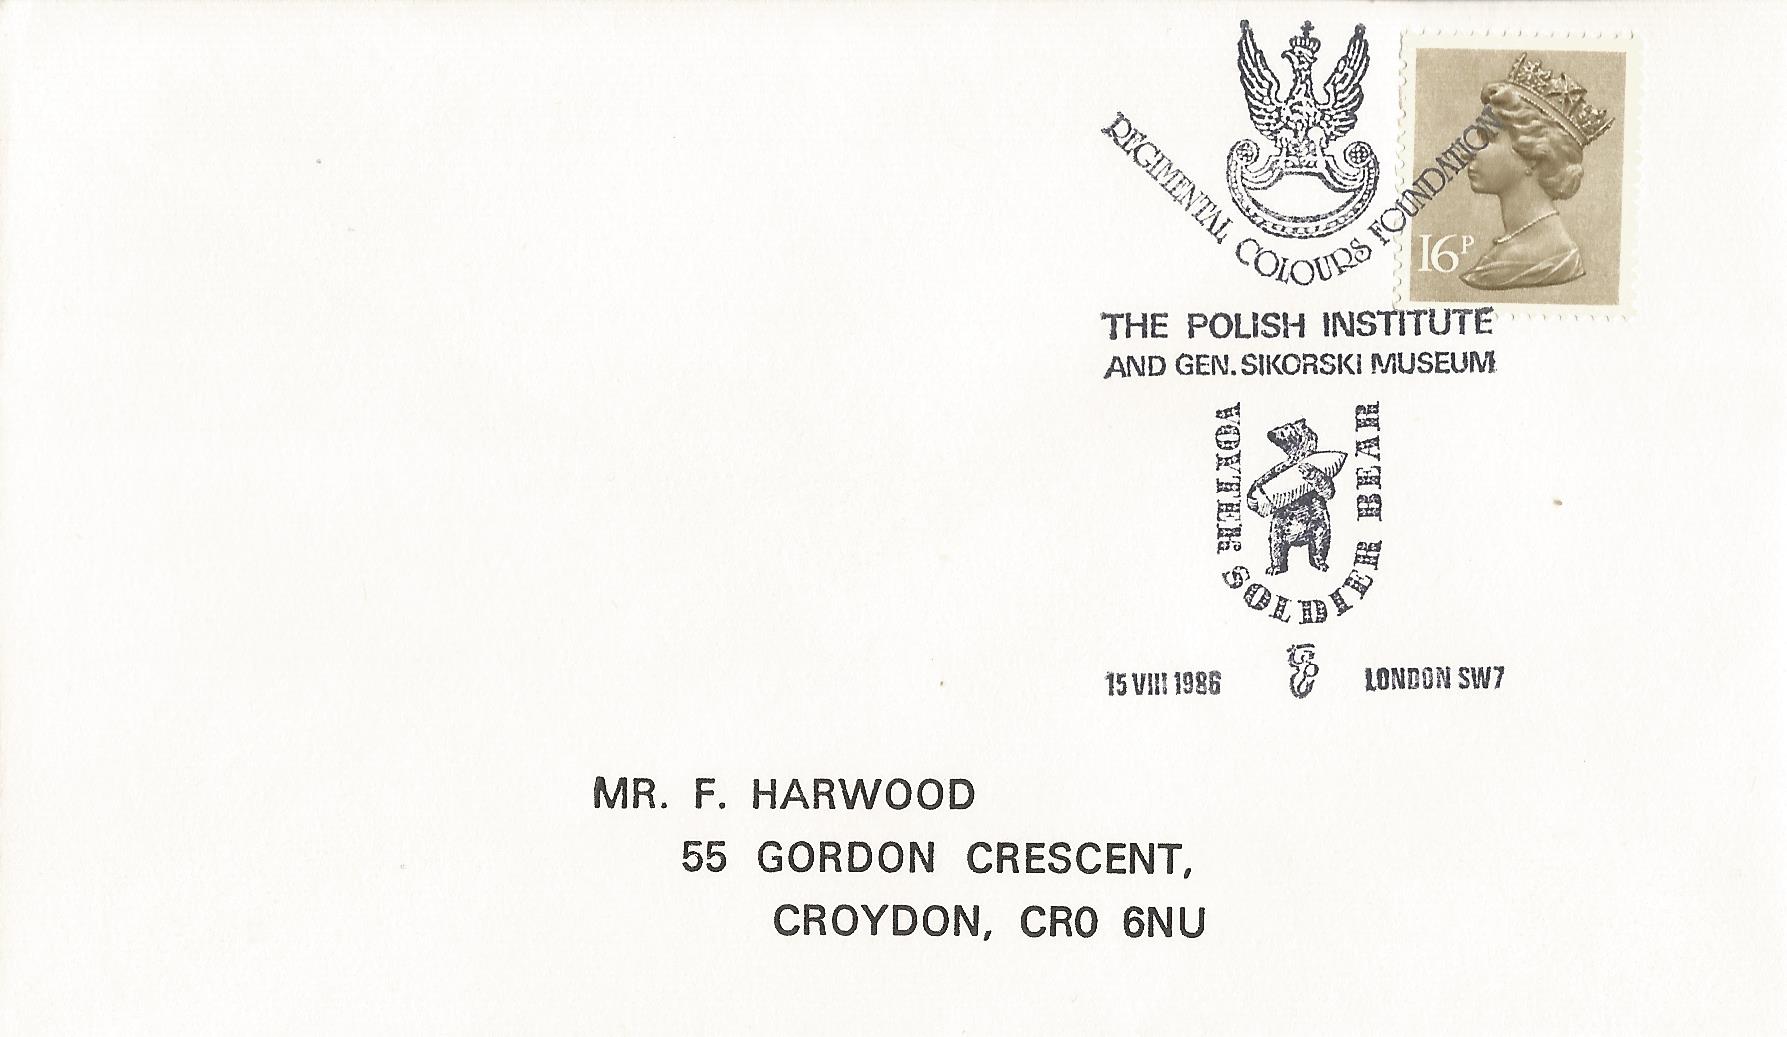 REGIMENTAL COLOURS FOUNDATION
16P
THE POLISH INSTITUTE
AND GEN. SIKORSKI MUSEUM
VOYTEK SOLDIER BEAR
15 VIII 1986
LONDON SW7
MR. F. HARWOOD
55 GORDON CRESCENT,
CROYDON, CR0 6NU